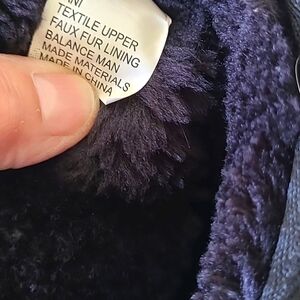 TEXTILE UPPER
FAUX FUR LINING
BALANCE MAN
MADE MATERIALS
MADE IN CHINA